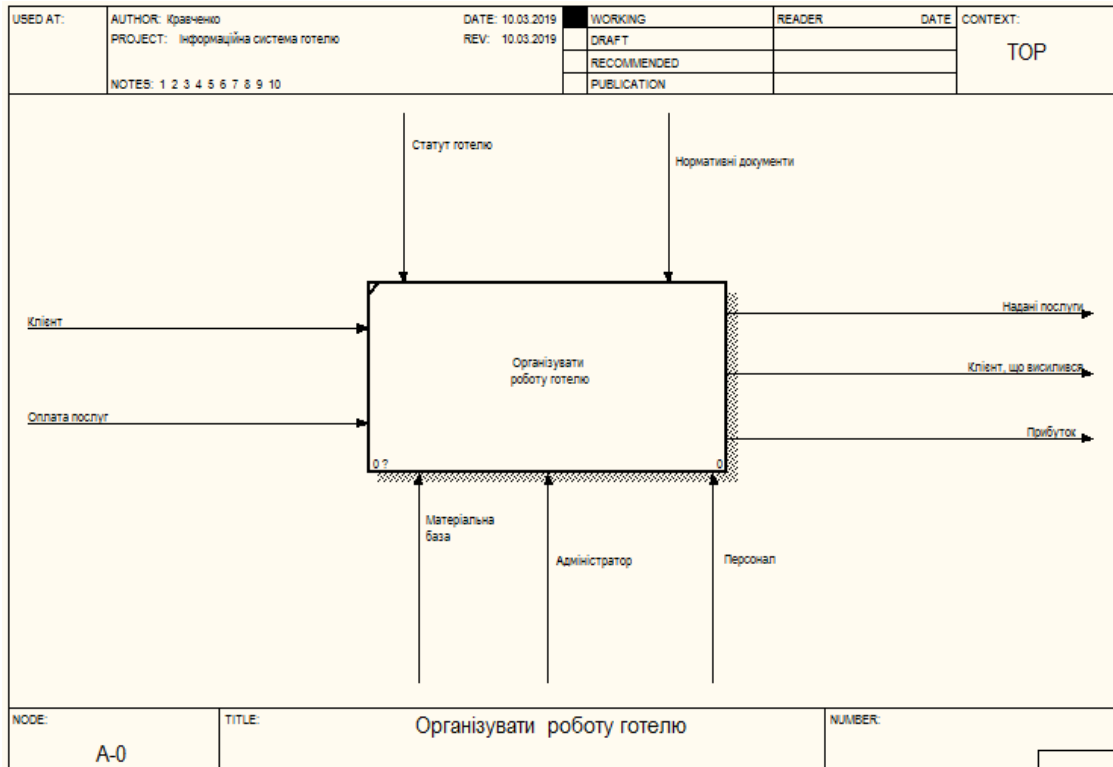 USED AT:
AUTHOR: Кравченко
DATE: 10.03.2019
PROJECT: Інформаційна система готелю
REV: 10.03.2019
NOTES: 1 2 3 4 5 6 7 8 9 10
WORKING
DRAFT
RECOMMENDED
PUBLICATION
READER
DATE
CONTEXT:
TOP
Статут готелю
Нормативні документи
Клієнт
Оплата послуг
Організувати
роботу готелю
0 ?
0
Надані послуги
Клієнт, що висилився
Прибуток
Матеріальна
база
Адміністратор
Персонал
NODE:
A-0
TITLE:
Організувати роботу готелю
NUMBER: